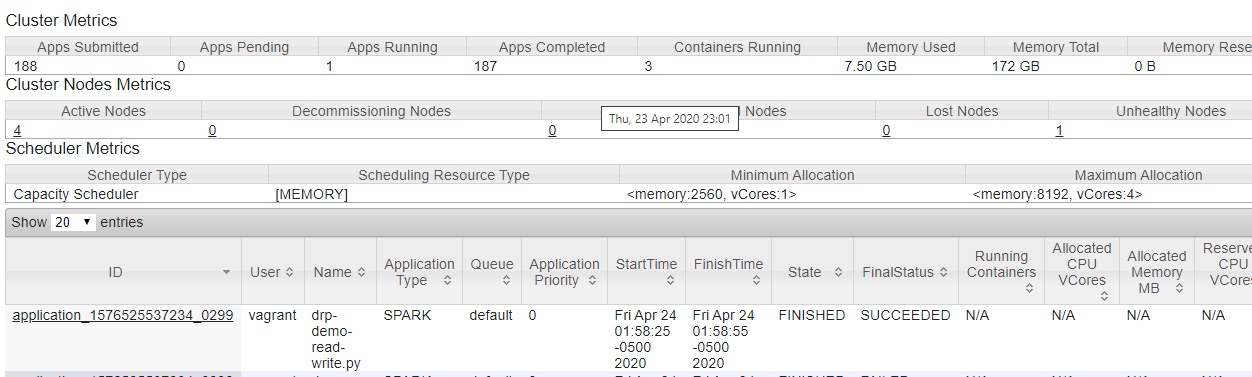 Cluster Metrics
Apps Submitted Apps Pending Apps Running Apps Completed Containers Running Memory Used Memory Total Memory Rese
188 0 1 187 3 7.50 GB 172 GB 0 B
Cluster Nodes Metrics
Active Nodes Decommissioning Nodes Nodes Lost Nodes Unhealthy Nodes
4 0 0 Thu, 23 Apr 2020 23:01 0 1
Scheduler Metrics
Scheduler Type Scheduling Resource Type Minimum Allocation Maximum Allocation
Capacity Scheduler [MEMORY] <memory:2560, vCores:1> <memory:8192, vCores:4>
Show 20 entries
ID User Name Application Type Queue Application Priority StartTime FinishTime State FinalStatus Running Containers Allocated CPU VCores Allocated Memory MB Reserve CPU VCores
application_1576525537234_0299 vagrant drp-demo-read-write.py SPARK default 0 Fri Apr 24 01:58:25 -0500 2020 Fri Apr 24 01:58:55 -0500 2020 FINISHED SUCCEEDED N/A N/A N/A N/A